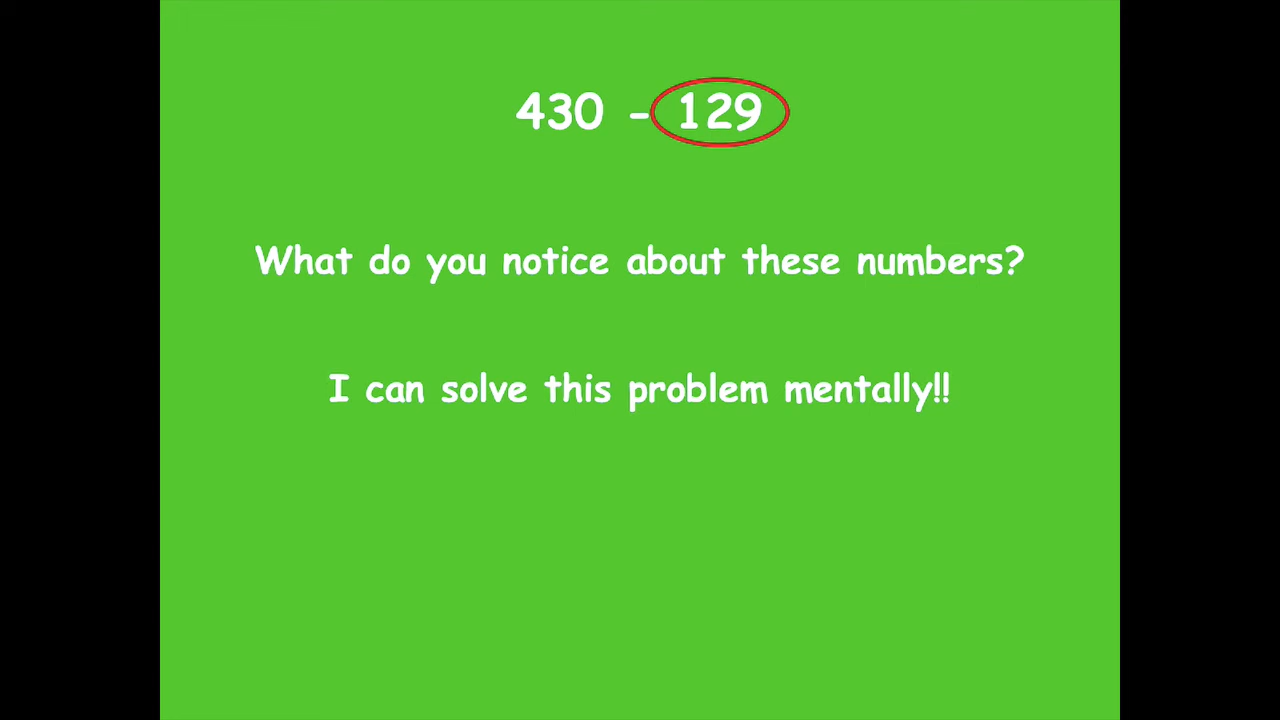 430 - 129
What do you notice about these numbers?
I can solve this problem mentally!!